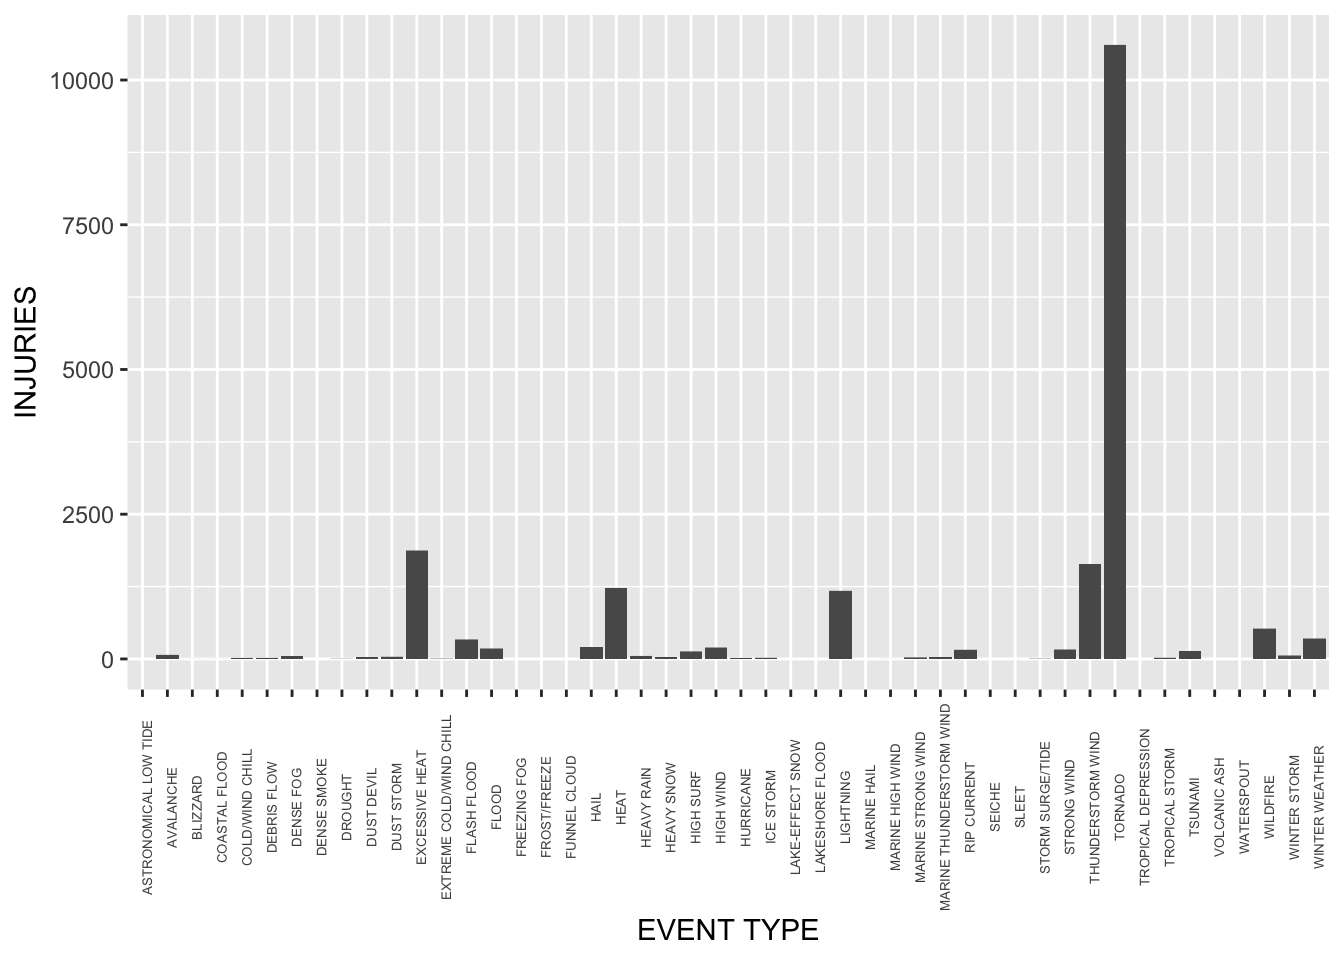 10000
7500
5000
2500
0
INJURIES
ASTRONOMICAL LOW TIDE
AVALANCHE
BLIZZARD
COASTAL FLOOD
COLD/WIND CHILL
DEBRIS FLOW
DENSE FOG
DENSE SMOKE
DROUGHT
DUST DEVIL
DUST STORM
EXCESSIVE HEAT
EXTREME COLD/WIND CHILL
FLASH FLOOD
FLOOD
FREEZING FOG
FROST/FREEZE
FUNNEL CLOUD
HAIL
HEAT
HEAVY RAIN
HEAVY SNOW
HIGH SURF
HIGH WIND
HURRICANE
ICE STORM
LAKE-EFFECT SNOW
LAKESHORE FLOOD
LIGHTNING
MARINE HAIL
MARINE HIGH WIND
MARINE STRONG WIND
MARINE THUNDERSTORM WIND
RIP CURRENT
SEICHE
SLEET
STORM SURGE/TIDE
STRONG WIND
THUNDERSTORM WIND
TORNADO
TROPICAL DEPRESSION
TROPICAL STORM
TSUNAMI
VOLCANIC ASH
WATERSPOUT
WILDFIRE
WINTER STORM
WINTER WEATHER
EVENT TYPE